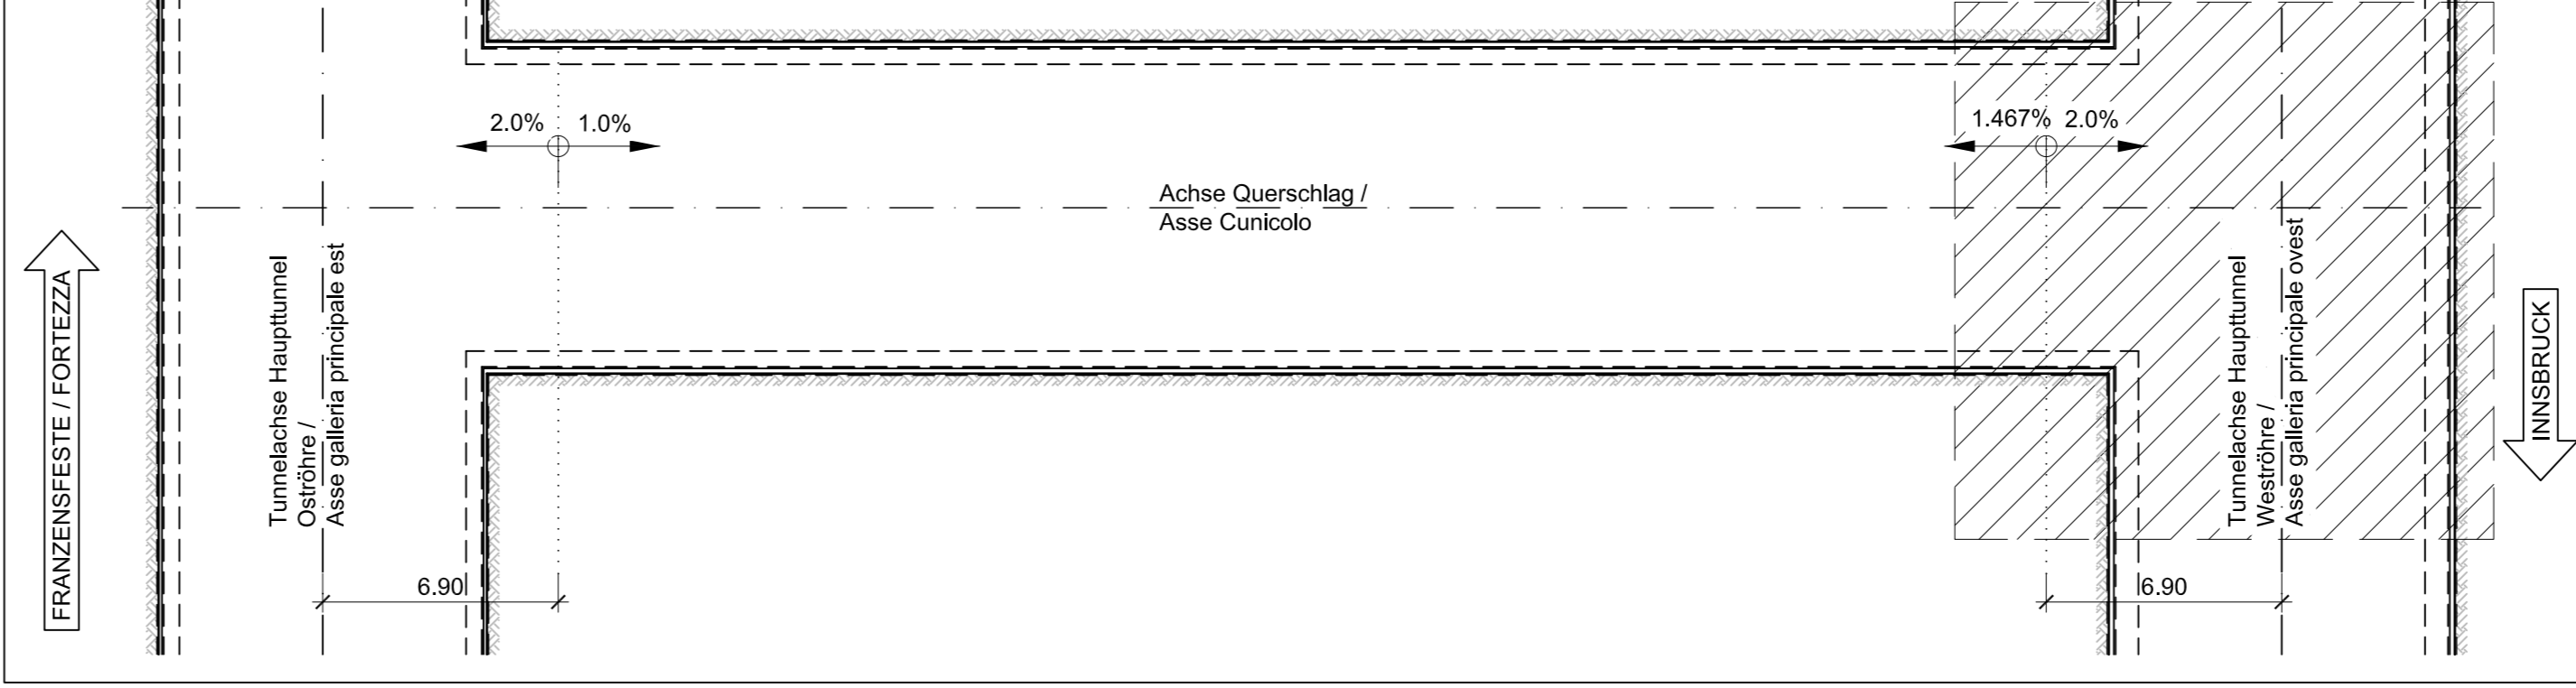 2.0%
1.0%
1.467%
2.0%
Achse Querschlag /
Asse Cunicolo
FRANZENSFESTE / FORTEZZA
Tunnelachse Haupttunnel
Oströhre /
Asse galleria principale est
Tunnelachse Haupttunnel
Weströhre /
Asse galleria principale ovest
INNSBRUCK
6.90
6.90